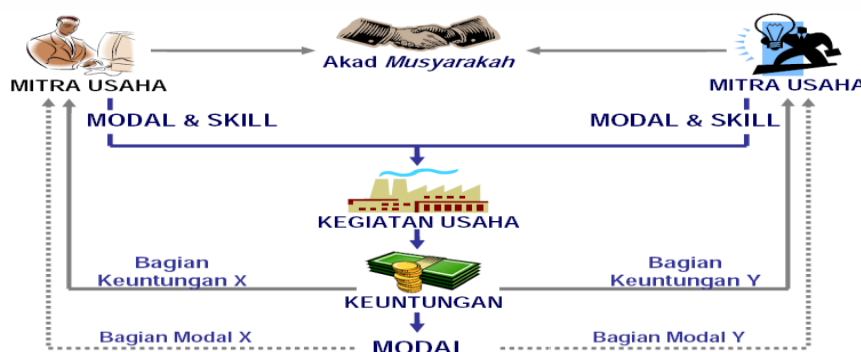 Akad Musyarakah
MITRA USAHA
MITRA USAHA
MODAL & SKILL
MODAL & SKILL
KEGIATAN USAHA
Bagian
Keuntungan X
Bagian
Keuntungan Y
KEUNTUNGAN
Bagian Modal X
Bagian Modal Y
MODAL